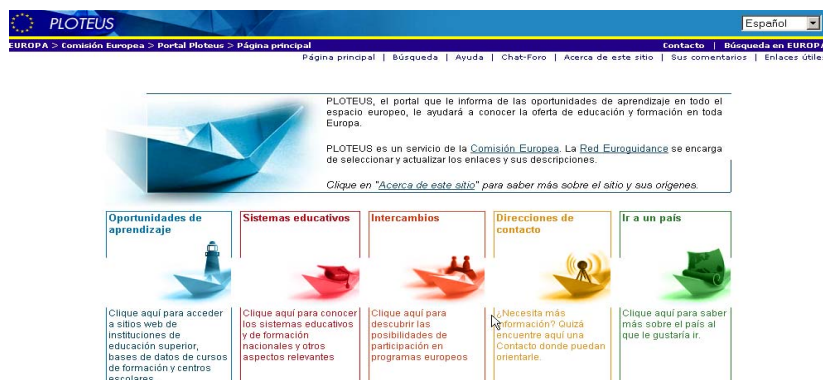 PLOTEUS
Español
EUROPA > Comisión Europea > Portal Ploteus > Página principal
Contacto | Búsqueda en EUROPA
Página principal | Búsqueda | Ayuda | Chat-Foro | Acerca de este sitio | Sus comentarios | Enlaces útiles
PLOTEUS, el portal que le informa de las oportunidades de aprendizaje en todo el
espacio europeo, le ayudará a conocer la oferta de educación y formación en toda
Europa.
PLOTEUS es un servicio de la Comisión Europea. La Red Euroguidance se encarga
de seleccionar y actualizar los enlaces y sus descripciones.
Clique en "Acerca de este sitio" para saber más sobre el sitio y sus orígenes.
Oportunidades de
aprendizaje
Clique aquí para acceder
a sitios web de
instituciones de
educación superior,
bases de datos de cursos
de formación y centros
escolares
Sistemas educativos
Clique aquí para conocer
los sistemas educativos
y de formación
nacionales y otros
aspectos relevantes
Intercambios
Clique aquí para
descubrir las
posibilidades de
participación en
programas europeos
Direcciones de
contacto
¿Necesita más
información? Quizá
encuentre aquí una
Contacto donde puedan
orientarle.
Ir a un país
Clique aquí para saber
más sobre el país al
que le gustaría ir.